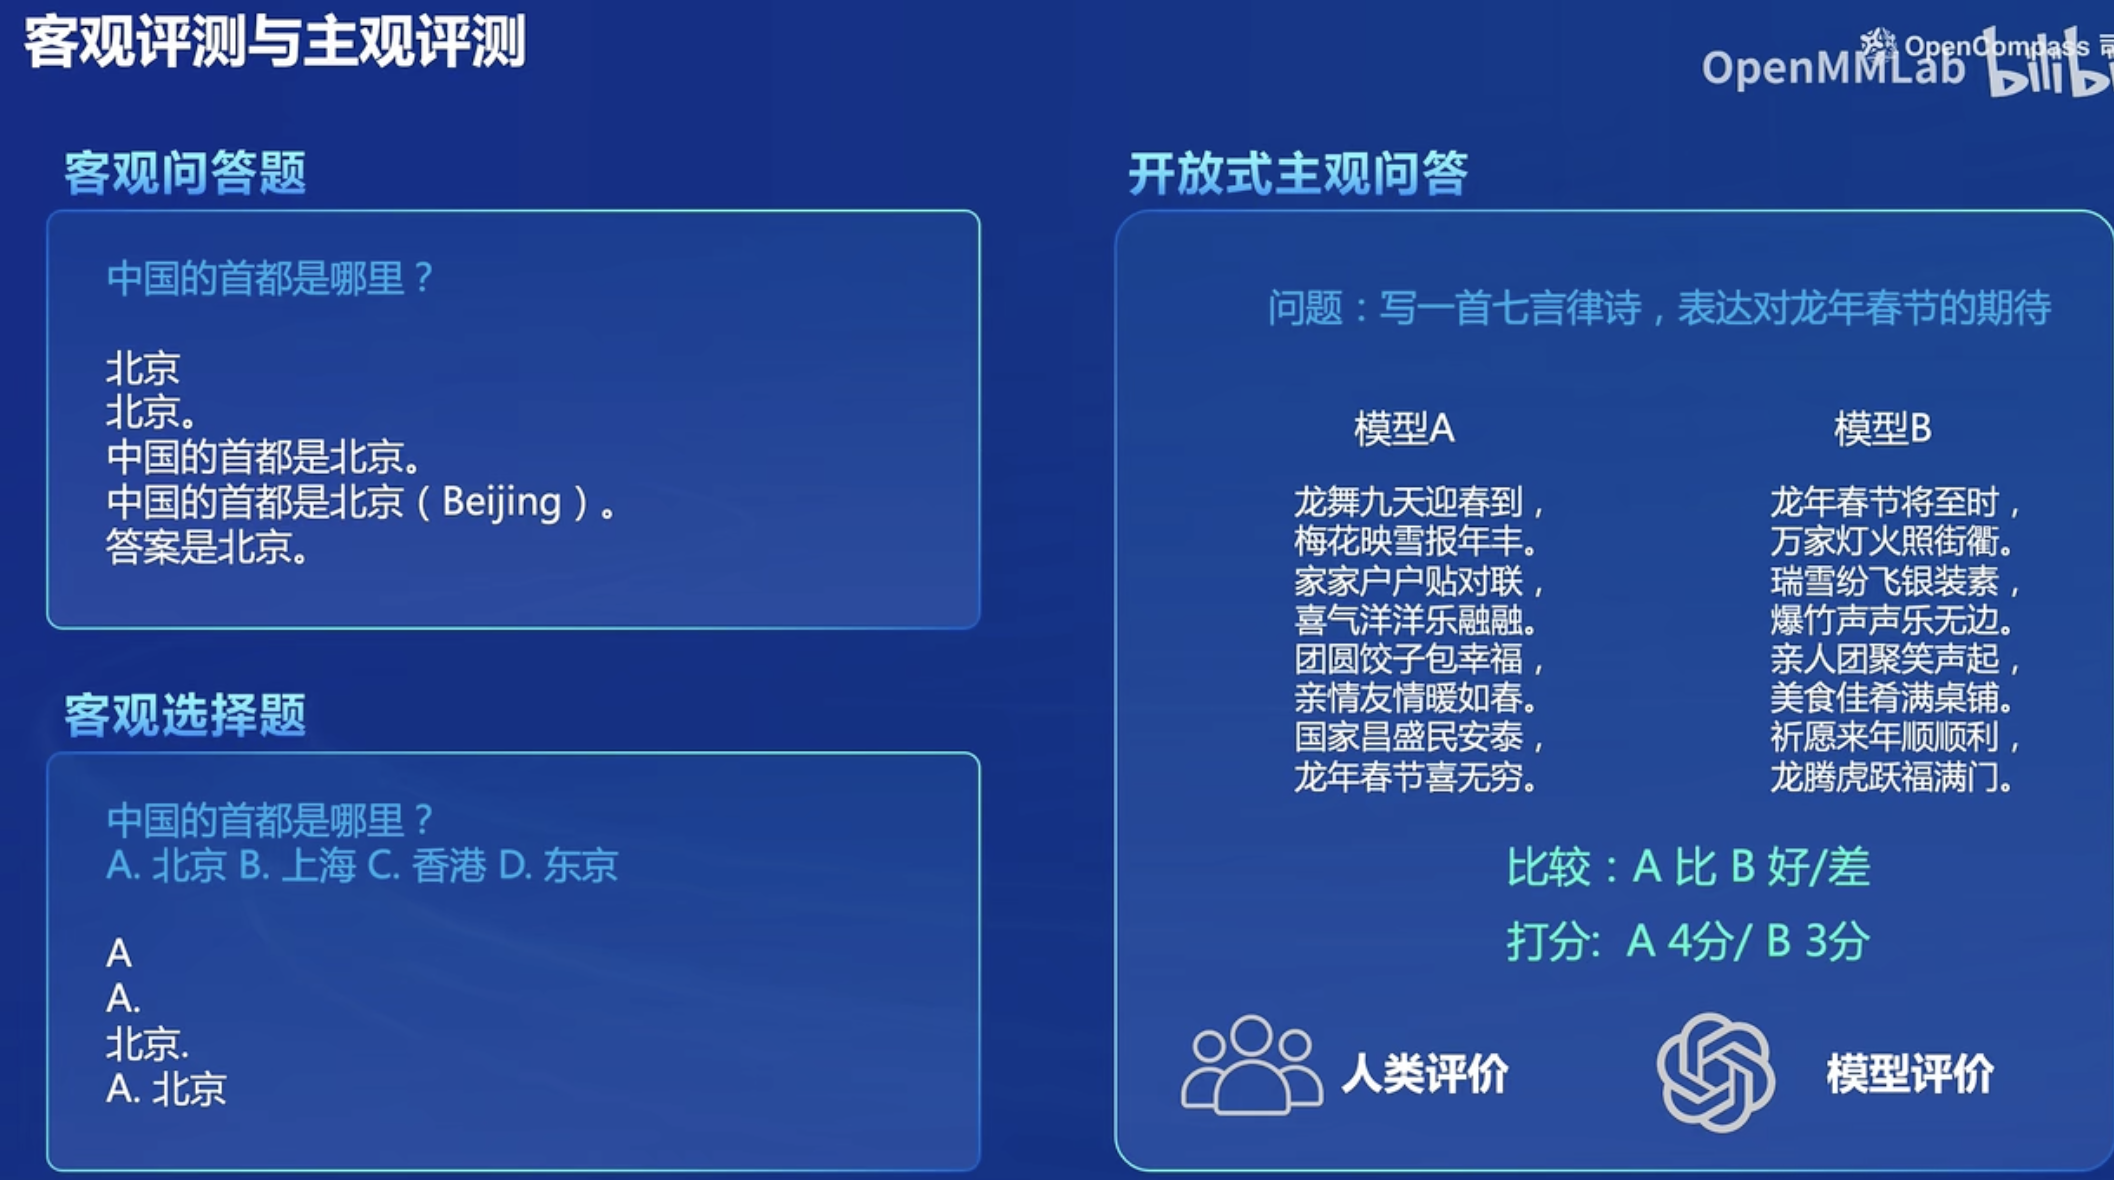 客观评测与主观评测
OpenCompass
OpenMMLab
bilibi
客观问答题
中国的首都是哪里？
北京
北京。
中国的首都是北京。
中国的首都是北京（Beijing）。
答案是北京。
客观选择题
中国的首都是哪里？
A. 北京 B. 上海 C. 香港 D. 东京
A
A.
北京.
A. 北京
开放式主观问答
问题：写一首七言律诗，表达对龙年春节的期待
模型A
龙舞九天迎春到，
梅花映雪报年丰。
家家户户贴对联，
喜气洋洋乐融融。
团圆饺子包幸福，
亲情友情暖如春。
国家昌盛民安泰，
龙年春节喜无穷。
模型B
龙年春节将至时，
万家灯火照街衢。
瑞雪纷飞银装素，
爆竹声声乐无边。
亲人团聚笑声起，
美食佳肴满桌铺。
祈愿来年顺顺利，
龙腾虎跃福满门。
比较：A 比 B 好/差
打分: A 4分/ B 3分
人类评价
模型评价